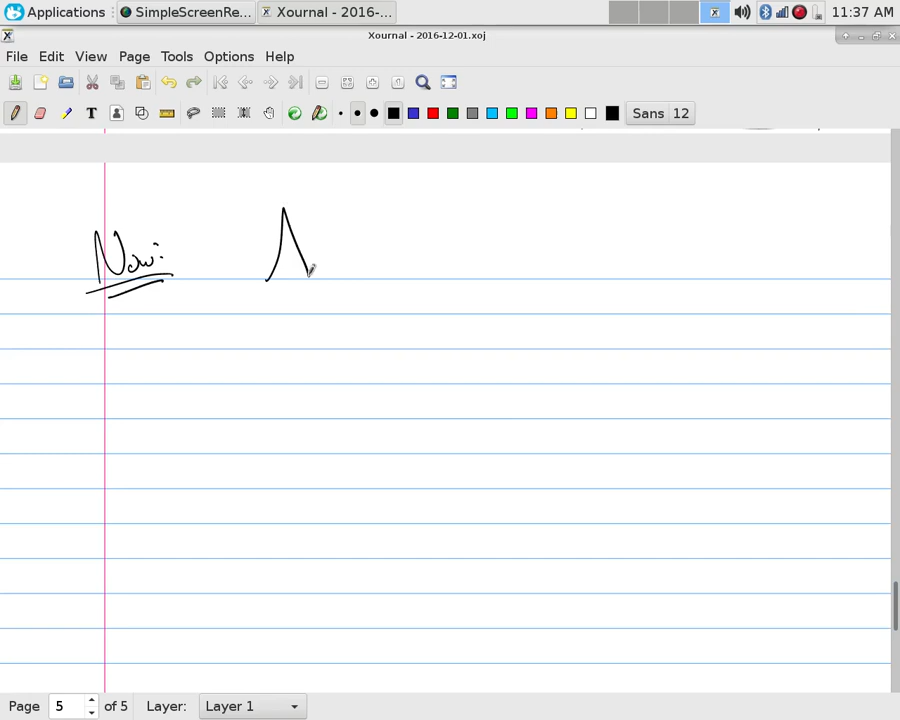 Applications SimpleScreenRe... Xournal - 2016-... 11:37 AM
Xournal - 2016-12-01.xoj
File Edit View Page Tools Options Help
Sans 12
Now:
Page 5 of 5 Layer: Layer 1